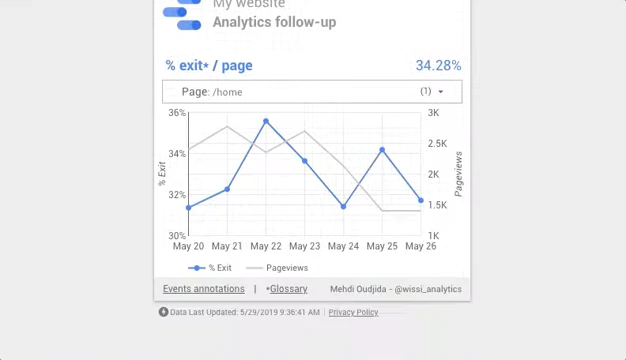 My website
Analytics follow-up
% exit* / page 34.28%
Page: /home (1)
36% 3K
2.5K
34% 2K
32% 1.5K
30% 1K
% Exit
Pageviews
May 20 May 21 May 22 May 23 May 24 May 25 May 26
% Exit Pageviews
Events annotations | *Glossary Mehdi Oudjida - @wissi_analytics
Data Last Updated: 5/29/2019 9:36:41 AM | Privacy Policy